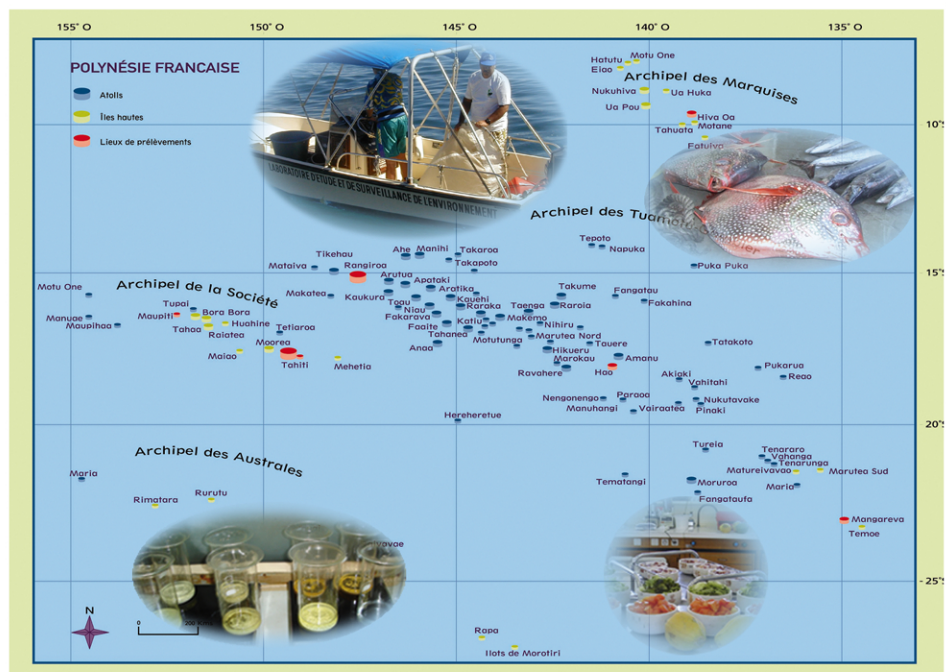 155° O
150° O
145° O
140° O
135° O
POLYNÉSIE FRANCAISE
Atolls
Îles hautes
Lieux de prélèvements
Hatutu
Motu One
Eiao
Archipel des Marquises
Nukuhiva
Ua Huka
Ua Pou
Hiva Oa
10°S
Tahuata
Motane
Fatuiva
LABORATOIRE D'ETUDE ET DE SURVEILLANCE DE L'ENVIRONNEMENT
Archipel des
Tepoto
Napuka
Puka Puka
Ahe
Manihi
Takaroa
Tikehau
Mataiva
Rangiroa
Takapoto
15°S
Arutua
Apataki
Aratika
Takume
Motu One
Archipel de la Société
Makatea
Kaukura
Toau
Kauehi
Raraka
Taenga
Raroia
Fangatau
Fakahina
Tupai
Niau
Manuae
Maupiti
Bora Bora
Fakarava
Katiu
Makemo
Nihiru
Maupihaa
Tahaa
Huahine
Tetiaroa
Faaite
Raiatea
Tahanea
Marutea Nord
Motutunga
Tauere
Tatakoto
Moorea
Anaa
Hikueru
Maiao
Tahiti
Mehetia
Marokau
Amanu
Ravahere
Hao
Pukarua
Akiaki
Reao
Vahitahi
Nengonengo
Paraoa
Nukutavake
Manuhangi
Vairaatea
Pinaki
Hereheretue
20°S
Archipel des Australes
Tureia
Tenararo
Vahanga
Tenarunga
Maria
Matureivavao
Marutea Sud
Tematangi
Moruroa
Maria
Rimatara
Rurutu
Fangataufa
Mangareva
Temoe
25°S
N
0
Rapa
Ilots de Morotiri